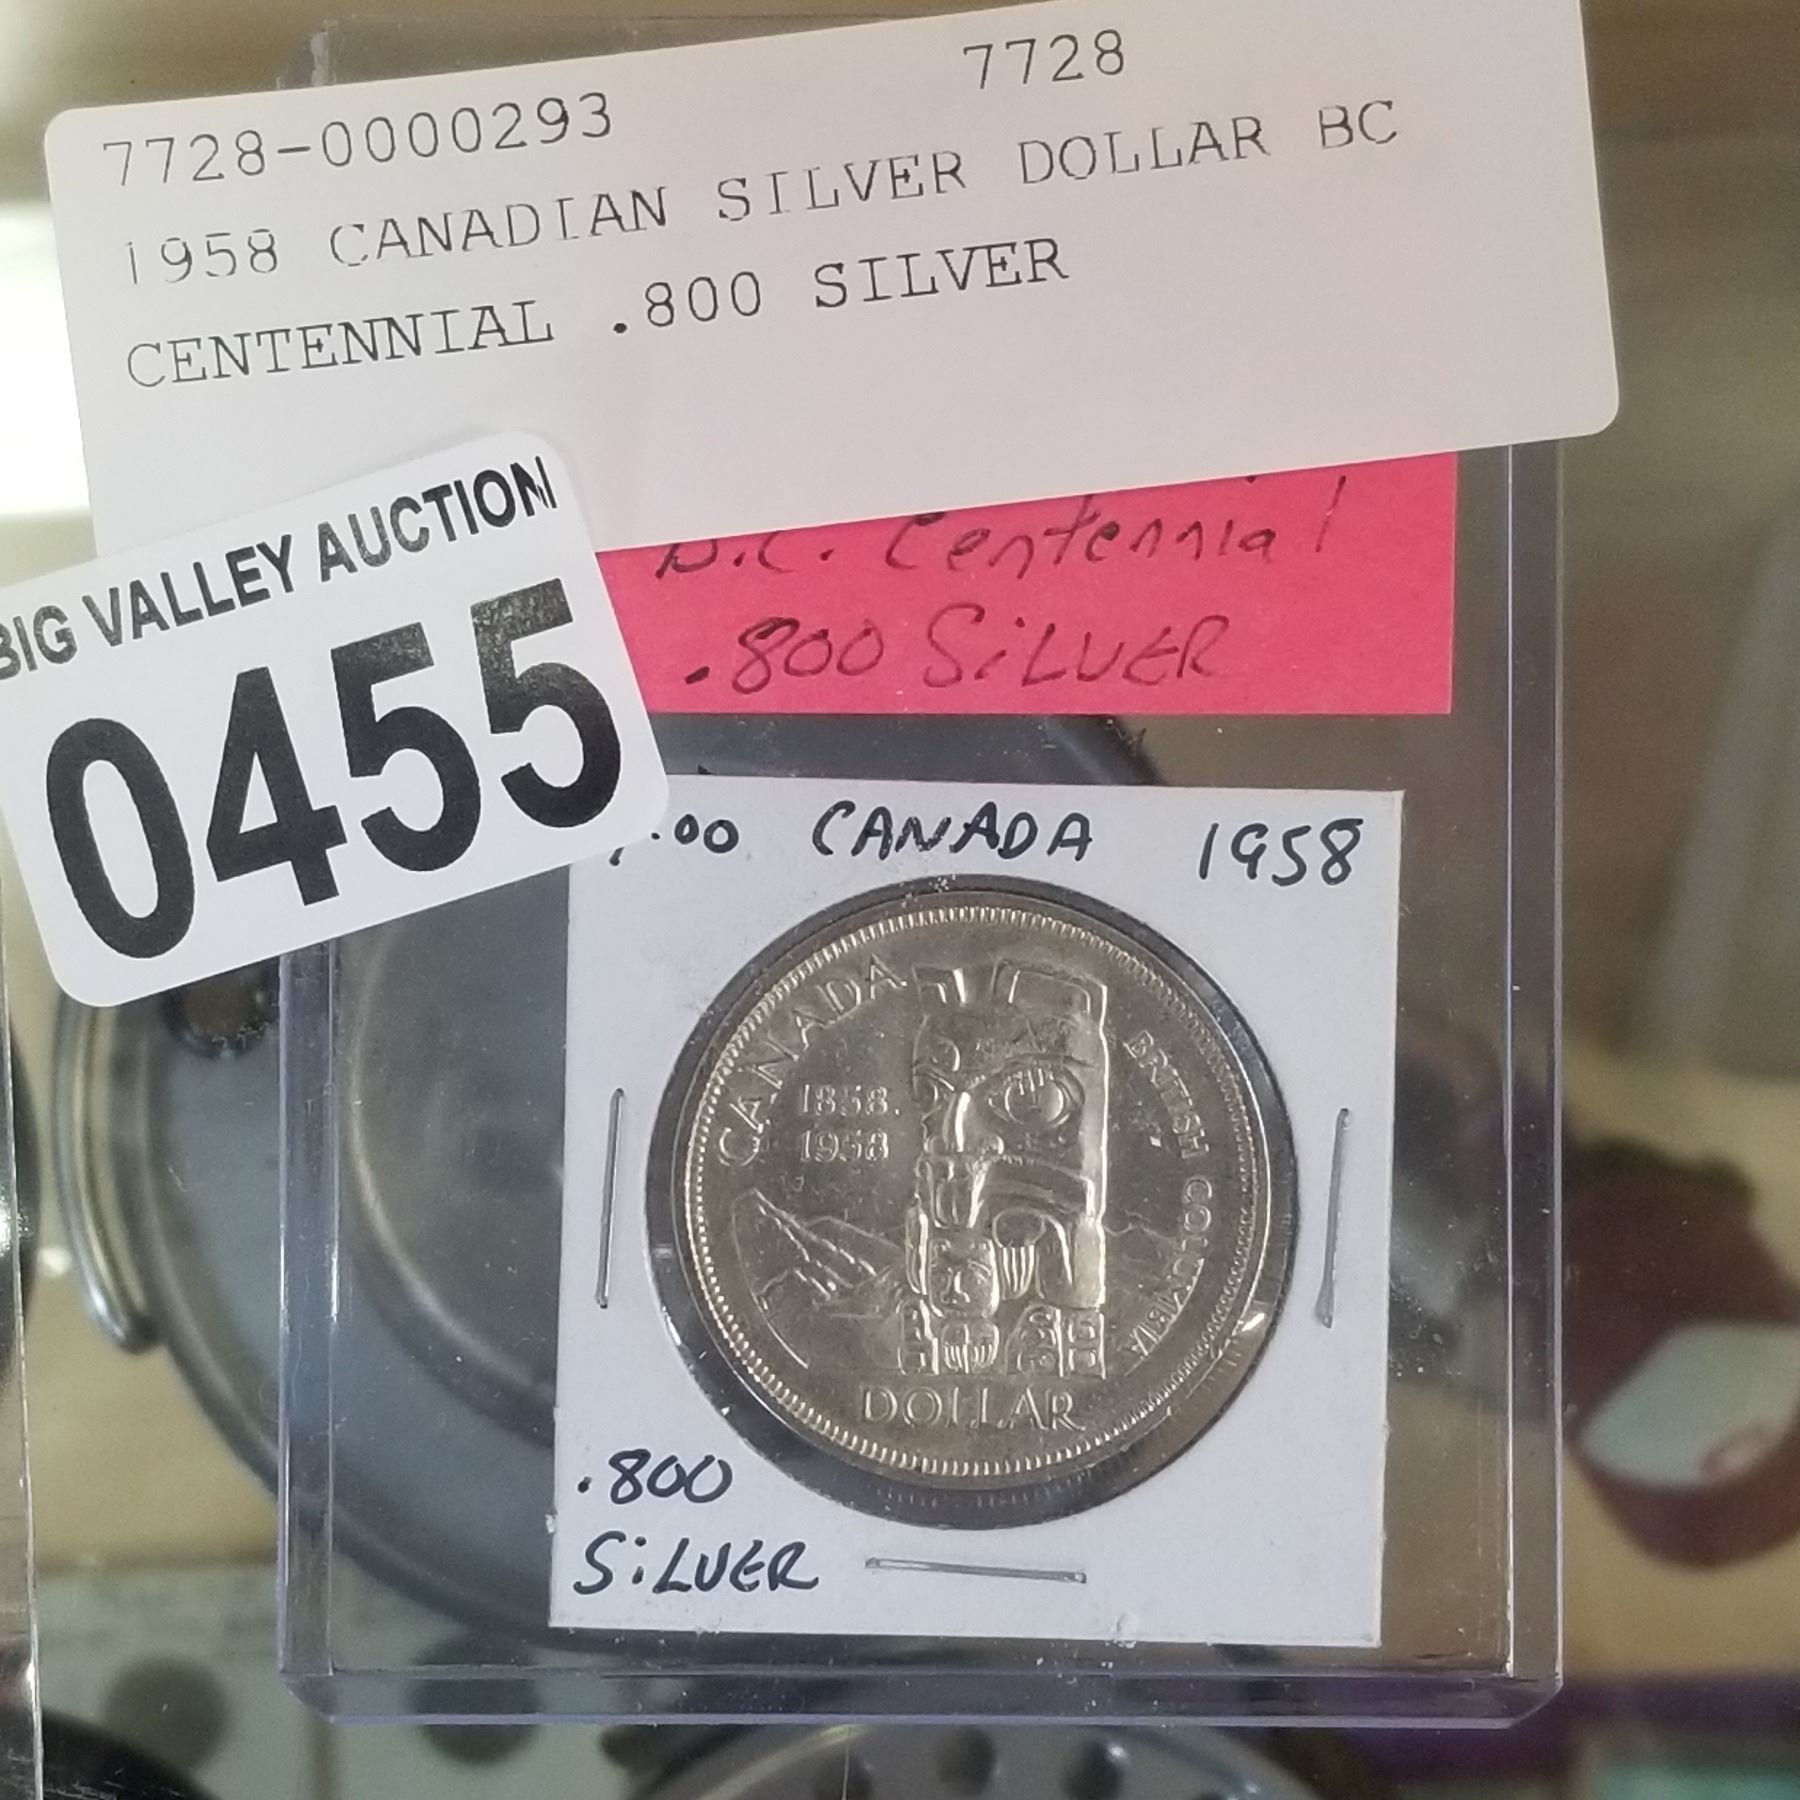 7728-0000293 7728
1958 CANADIAN SILVER DOLLAR BC
CENTENNIAL .800 SILVER
BIG VALLEY AUCTION
0455
Centennial
.800 SiLVER
.00 CANADA 1958
CANADA
1858.
1958
BRITISH COLUMBIA
DOLLAR
.800
SiLVER